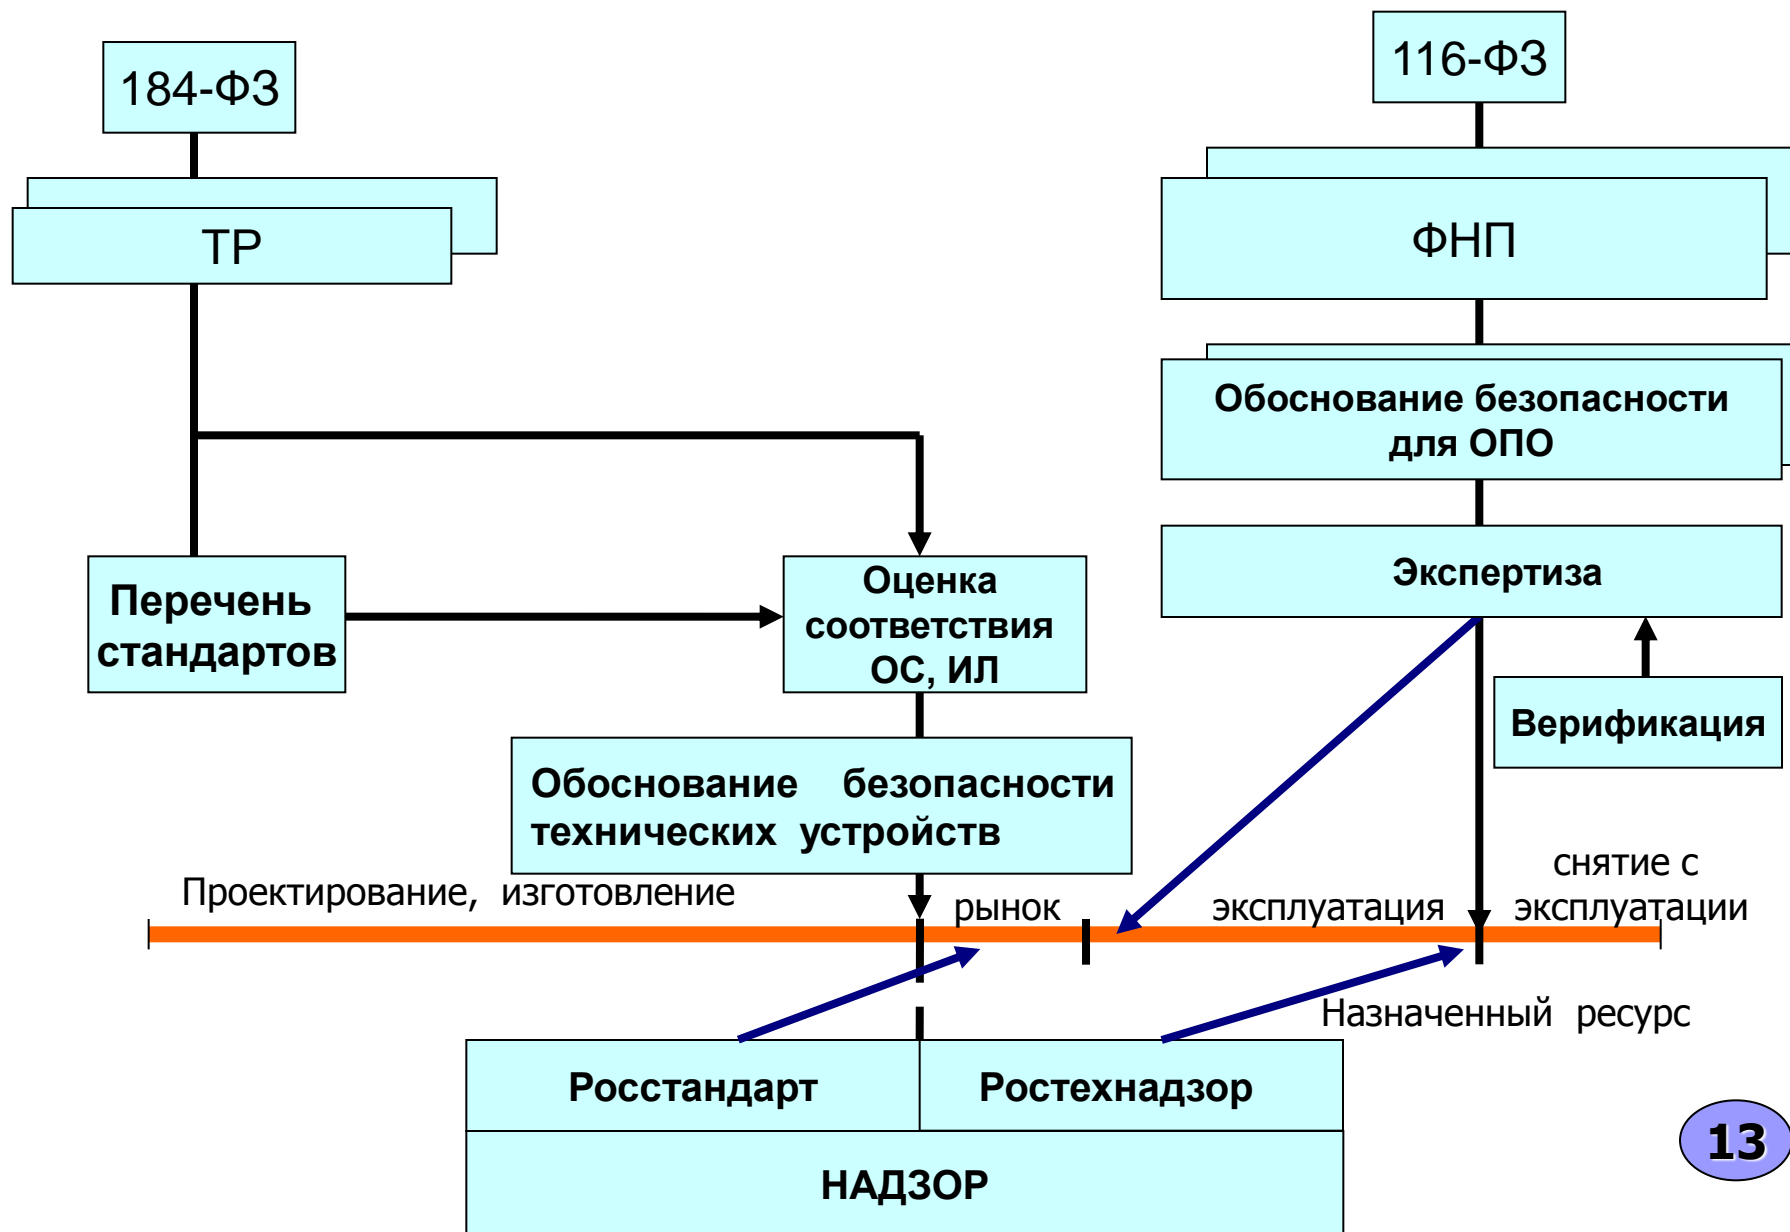 184-ФЗ
116-ФЗ
ТР
ФНП
Обоснование безопасности
для ОПО
Перечень
стандартов
Оценка
соответствия
ОС, ИЛ
Экспертиза
Верификация
Обоснование безопасности
технических устройств
Проектирование, изготовление
рынок
эксплуатация
снятие с
эксплуатации
Назначенный ресурс
Росстандарт
Ростехнадзор
НАДЗОР
13